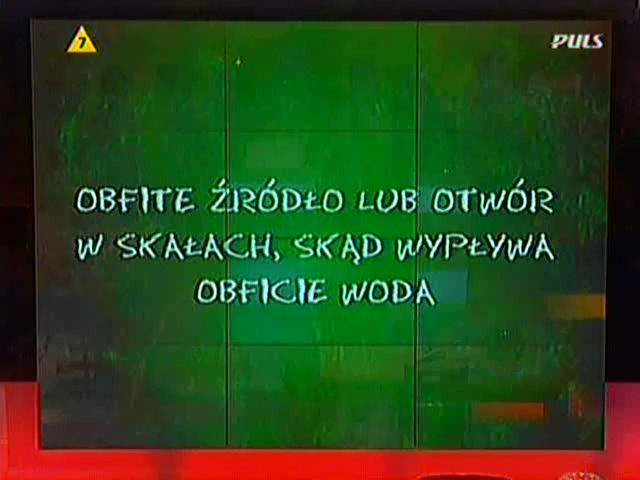 7
PULS
OBFITE ŹRÓDŁO LUB OTWÓR
W SKAŁACH, SKĄD WYPŁYWA
OBFICIE WODA